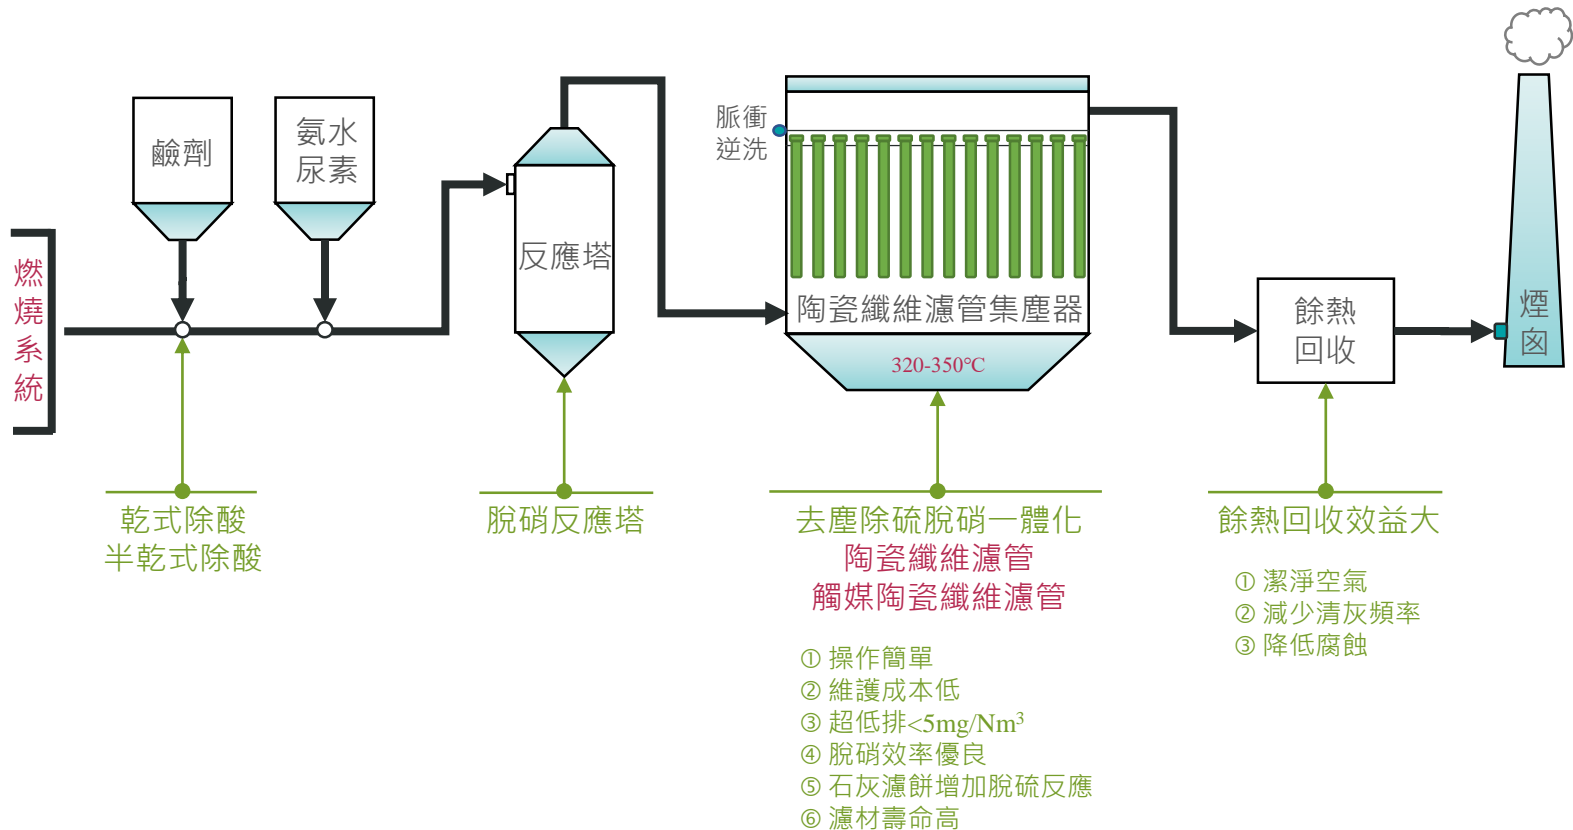 燃燒系統
鹼劑
氨水
尿素
反應塔
脈衝
逆洗
陶瓷纖維濾管集塵器
320-350°C
餘熱
回收
煙囪
乾式除酸
半乾式除酸
脫硝反應塔
去塵除硫脫硝一體化
陶瓷纖維濾管
觸媒陶瓷纖維濾管
① 操作簡單
② 維護成本低
③ 超低排<5mg/Nm³
④ 脫硝效率優良
⑤ 石灰濾餅增加脫硫反應
⑥ 濾材壽命高
餘熱回收效益大
① 潔淨空氣
② 減少清灰頻率
③ 降低腐蝕